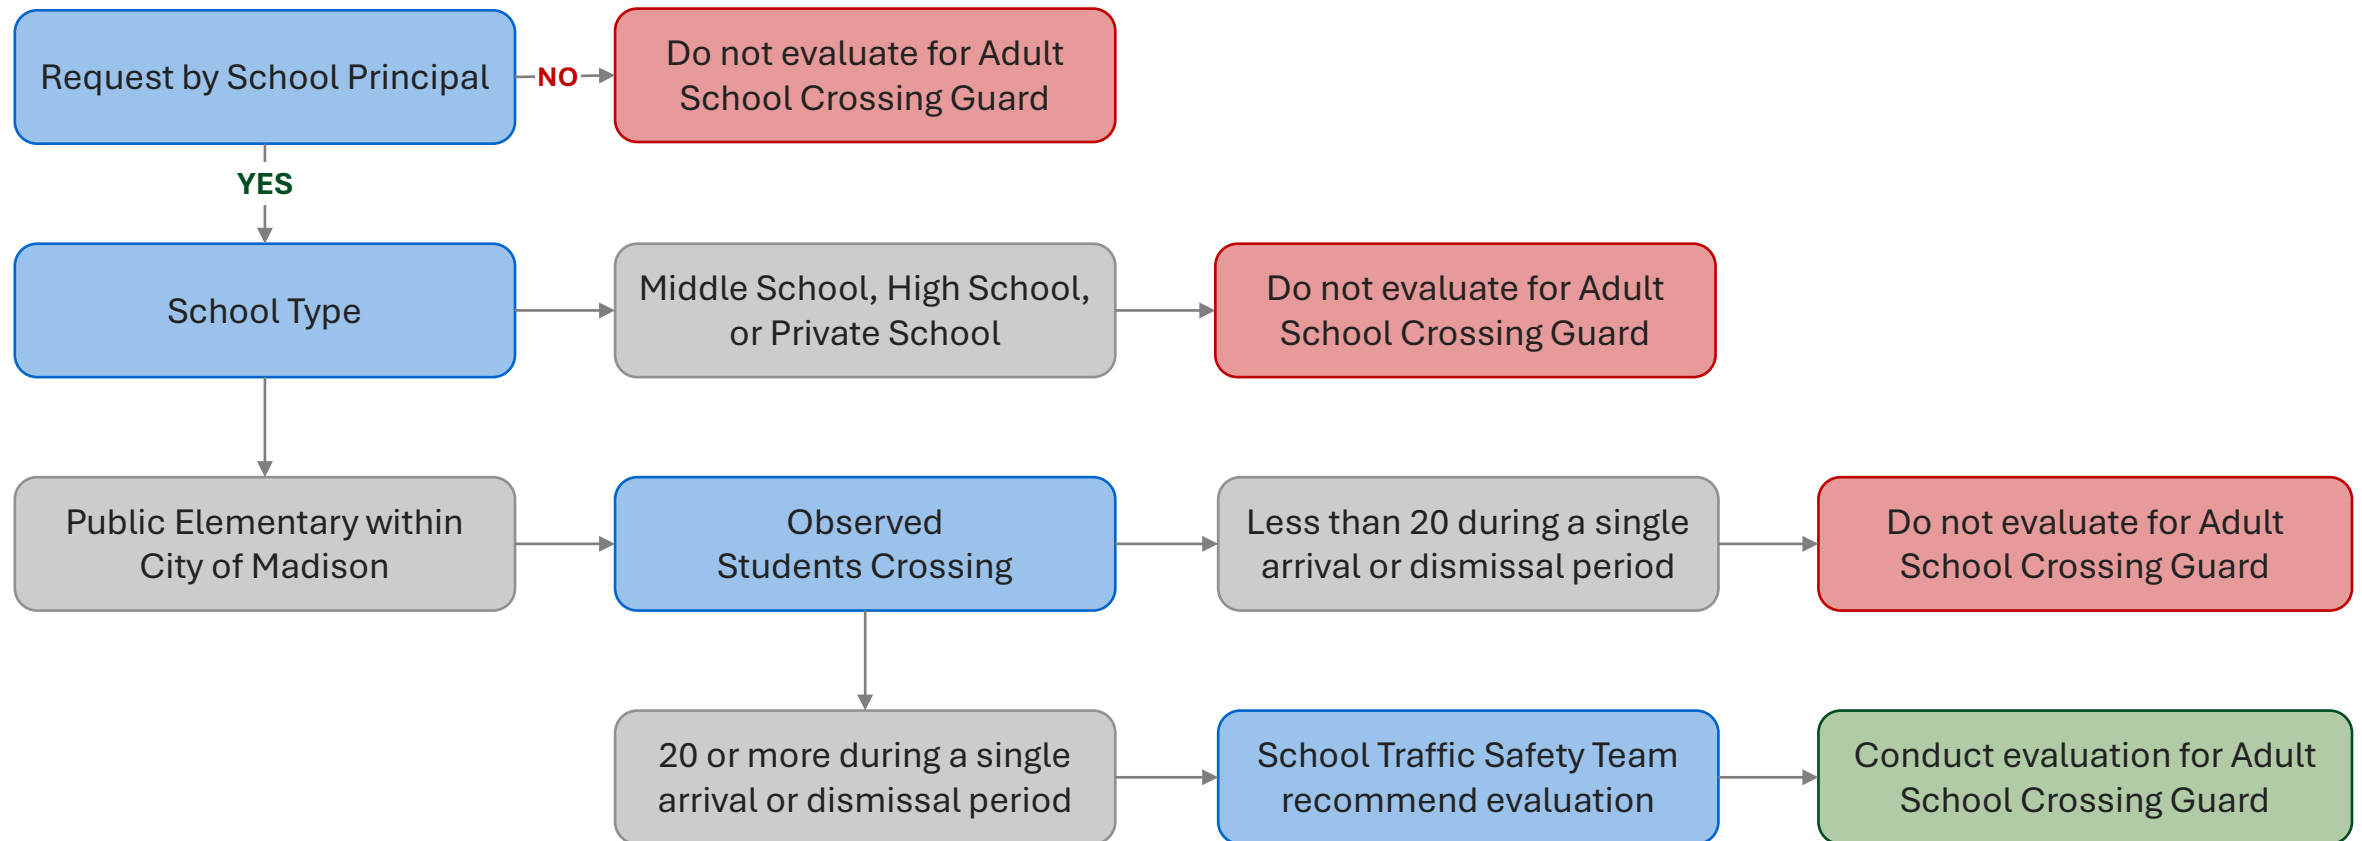 Request by School Principal
NO
Do not evaluate for Adult
School Crossing Guard
YES
School Type
Middle School, High School,
or Private School
Do not evaluate for Adult
School Crossing Guard
Public Elementary within
City of Madison
Observed
Students Crossing
Less than 20 during a single
arrival or dismissal period
Do not evaluate for Adult
School Crossing Guard
20 or more during a single
arrival or dismissal period
School Traffic Safety Team
recommend evaluation
Conduct evaluation for Adult
School Crossing Guard